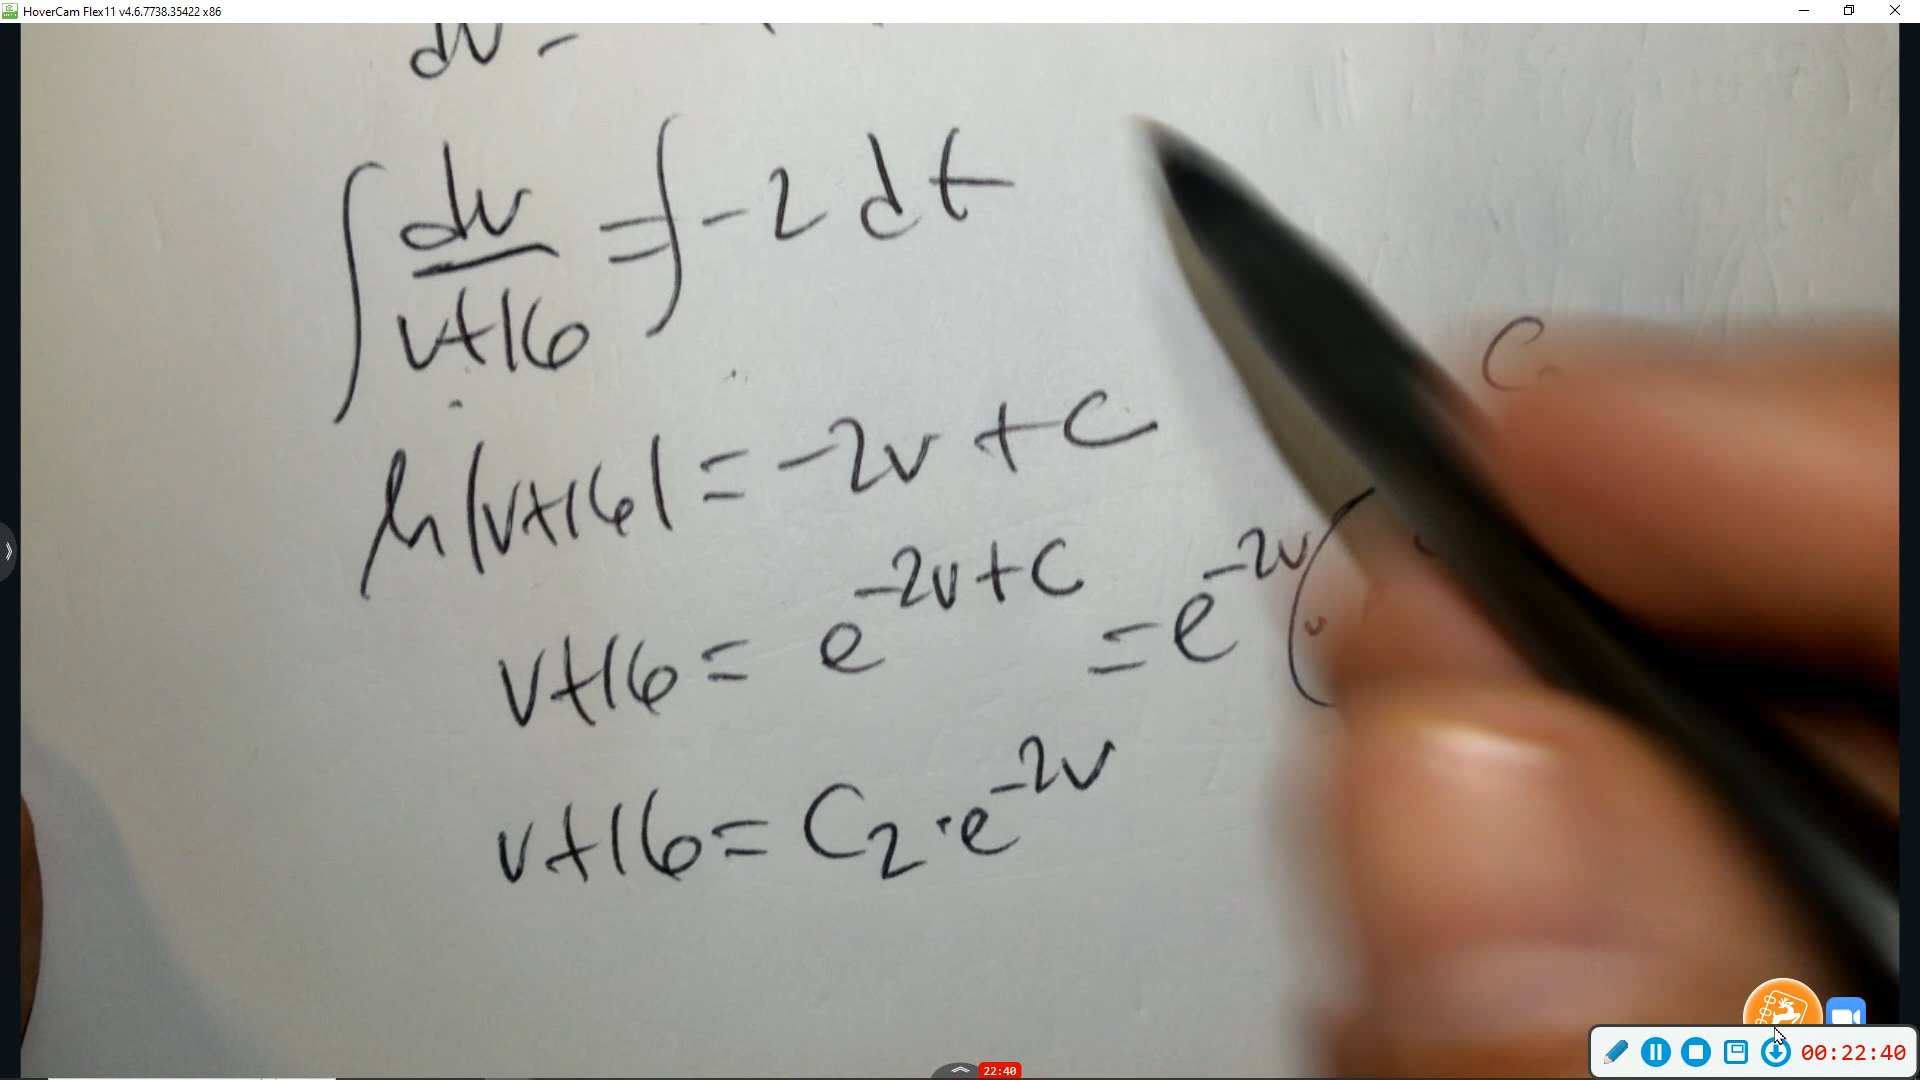 HoverCam Flex11 v4.6.7738.35422 x86
dv =
∫ dv/v+16 = ∫ -2 dt
ln|v+16| = -2v + C
v+16 = e^-2v+C = e^-2v (
v+16 = C₂ · e^-2v
22:40
00:22:40